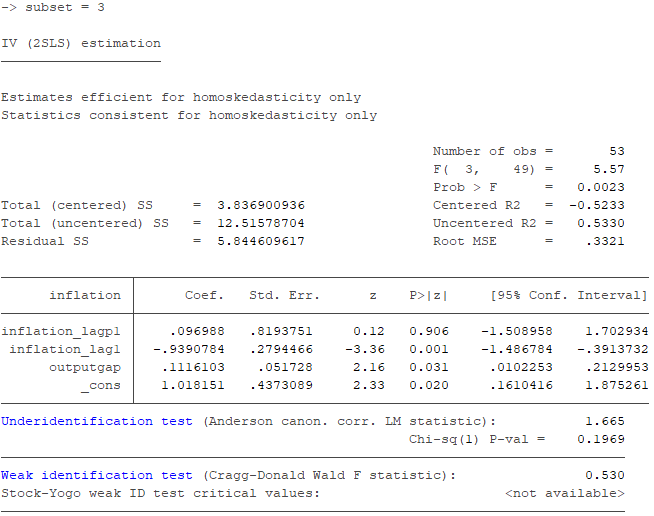 -> subset = 3
IV (2SLS) estimation
Estimates efficient for homoskedasticity only
Statistics consistent for homoskedasticity only
Number of obs = 53
F( 3, 49) = 5.57
Prob > F = 0.0023
Total (centered) SS = 3.836900936 Centered R2 = -0.5233
Total (uncentered) SS = 12.51578704 Uncentered R2 = 0.5330
Residual SS = 5.844609617 Root MSE = .3321
inflation Coef. Std. Err. z P>|z| [95% Conf. Interval]
inflation_lagp1 .096988 .8193751 0.12 0.906 -1.508958 1.702934
inflation_lag1 -.9390784 .2794466 -3.36 0.001 -1.486784 -.3913732
outputgap .1116103 .051728 2.16 0.031 .0102253 .2129953
_cons 1.018151 .4373089 2.33 0.020 .1610416 1.875261
Underidentification test (Anderson canon. corr. LM statistic): 1.665
Chi-sq(1) P-val = 0.1969
Weak identification test (Cragg-Donald Wald F statistic): 0.530
Stock-Yogo weak ID test critical values: <not available>